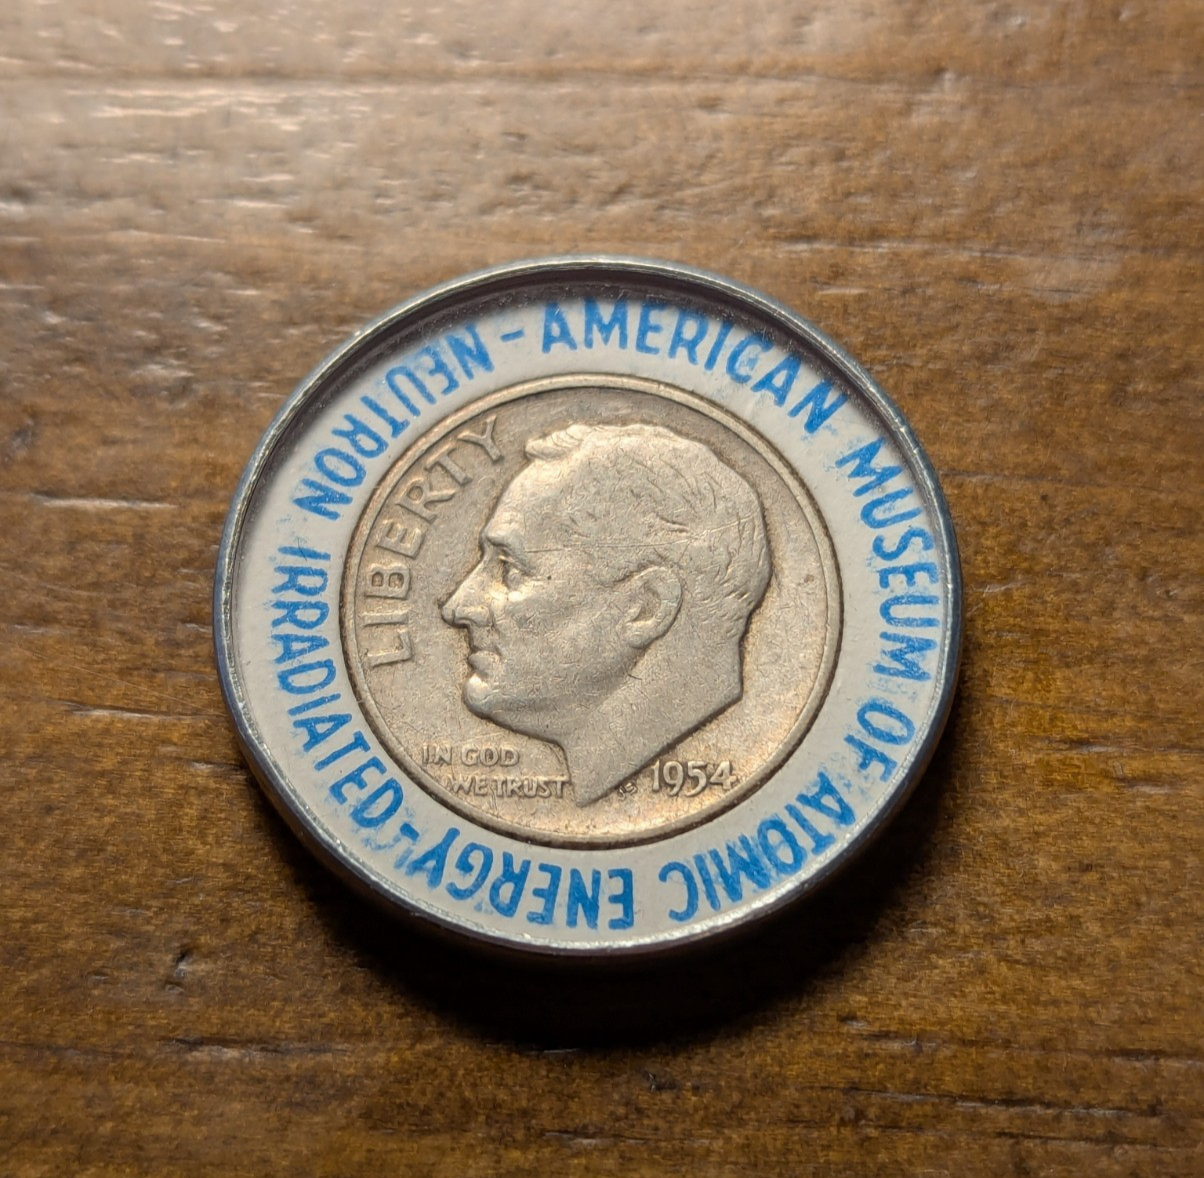 AMERICAN MUSEUM OF ATOMIC ENERGY - NEUTRON IRRADIATED -
LIBERTY
IN GOD
WE TRUST
1954